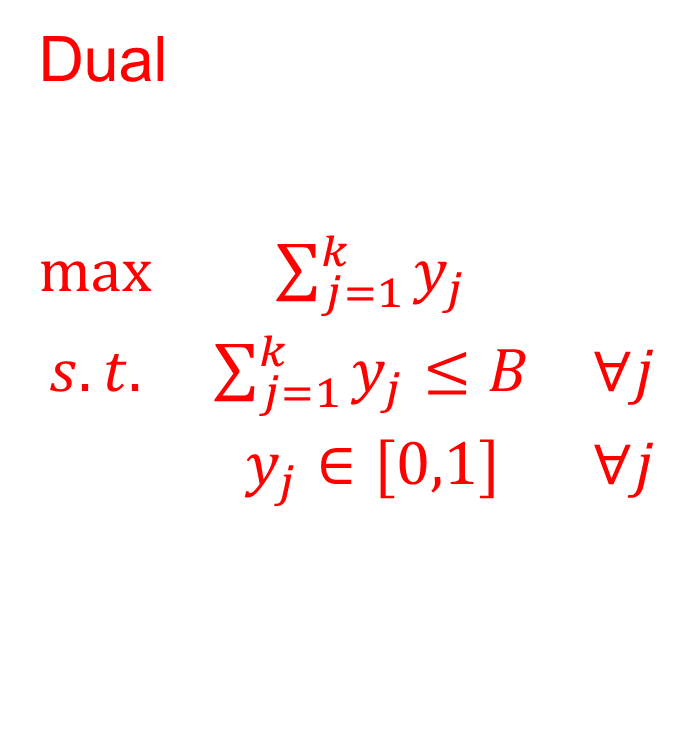 Dual
max ∑_{j=1}^{k} y_j
s.t. ∑_{j=1}^{k} y_j ≤ B ∀j
y_j ∈ [0,1] ∀j